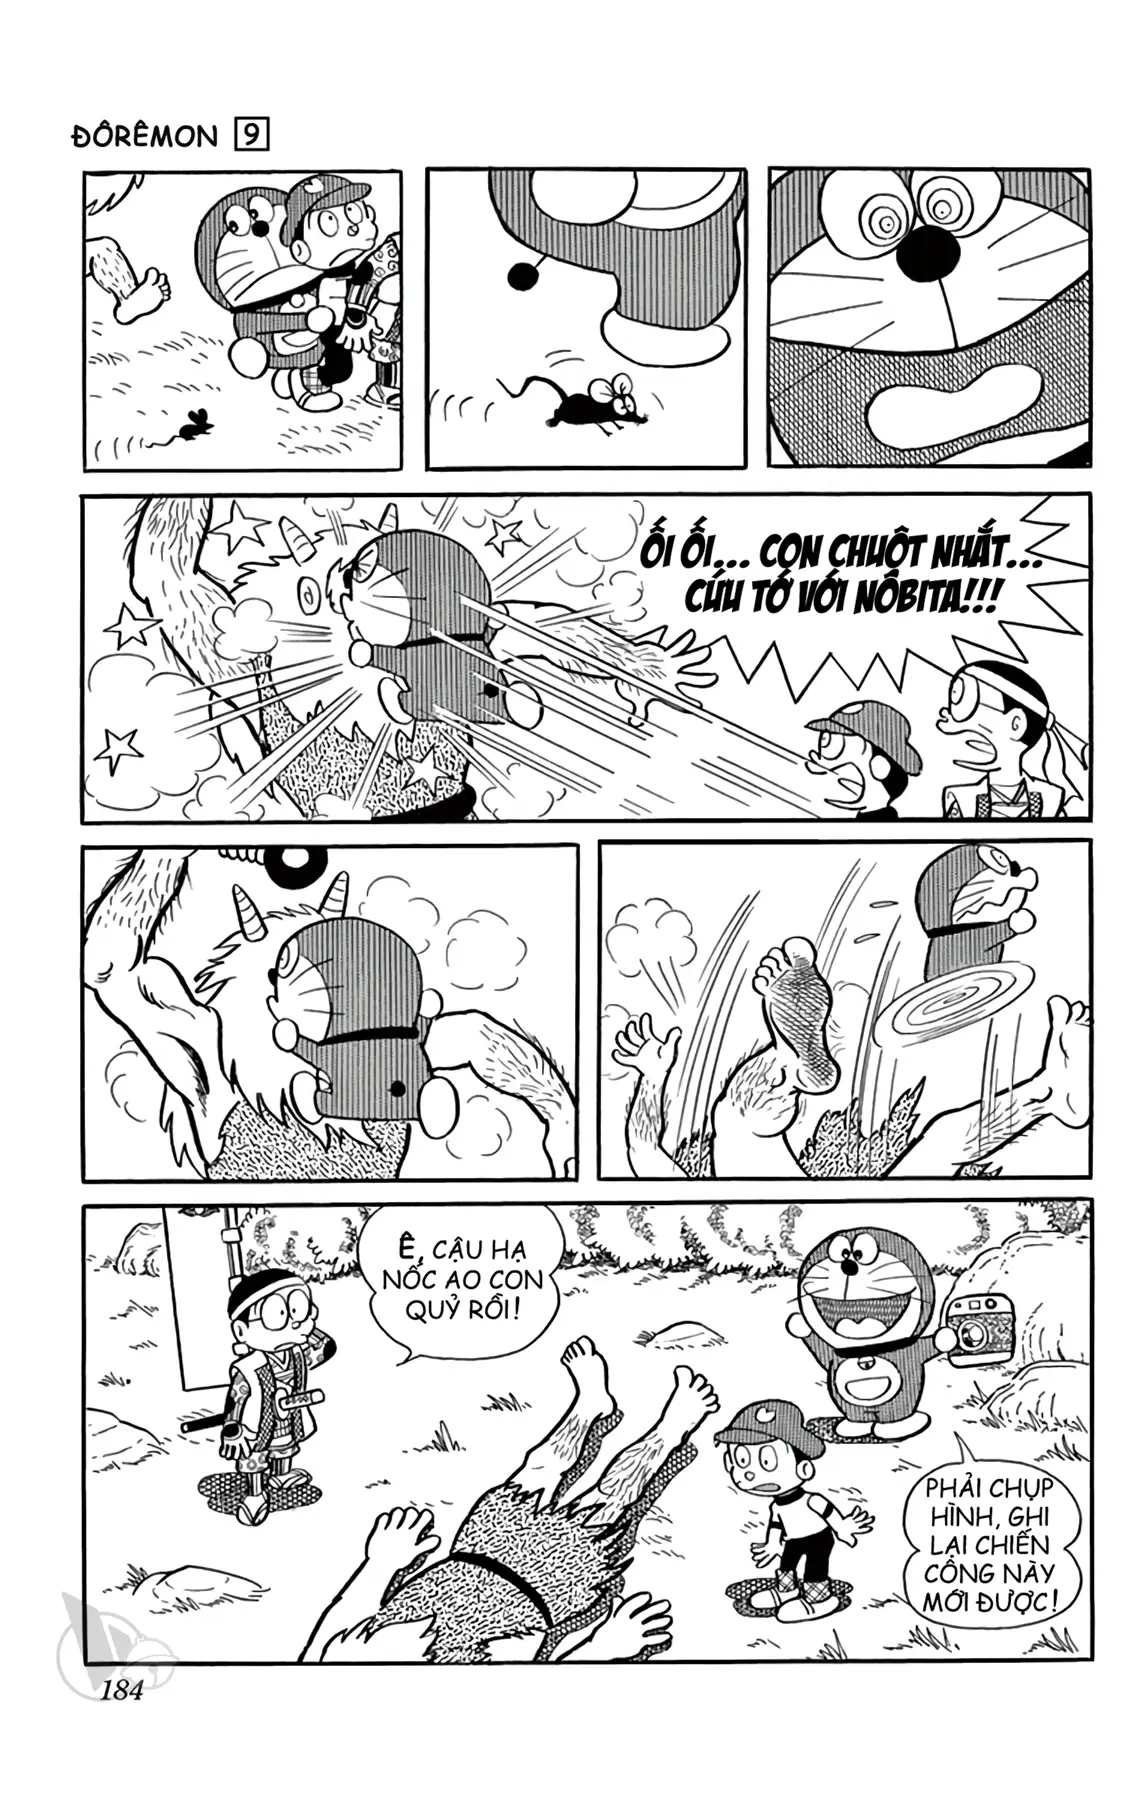 ĐÔRÊMON 9
ỐI ỐI... CON CHUỘT NHẮT...
CỨU TỚ VỚI NÔBITA!!!
Ê, CẬU HẠ
NỐC AO CON
QUỶ RỒI!
PHẢI CHỤP
HÌNH, GHI
LẠI CHIẾN
CÔNG NÀY
MỚI ĐƯỢC!
184